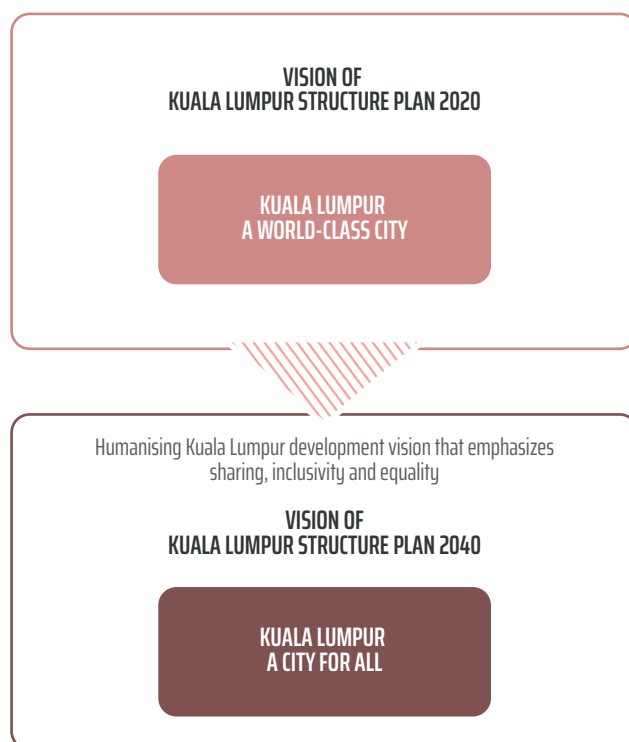 VISION OF
KUALA LUMPUR STRUCTURE PLAN 2020
KUALA LUMPUR
A WORLD-CLASS CITY
Humanising Kuala Lumpur development vision that emphasizes
sharing, inclusivity and equality
VISION OF
KUALA LUMPUR STRUCTURE PLAN 2040
KUALA LUMPUR
A CITY FOR ALL